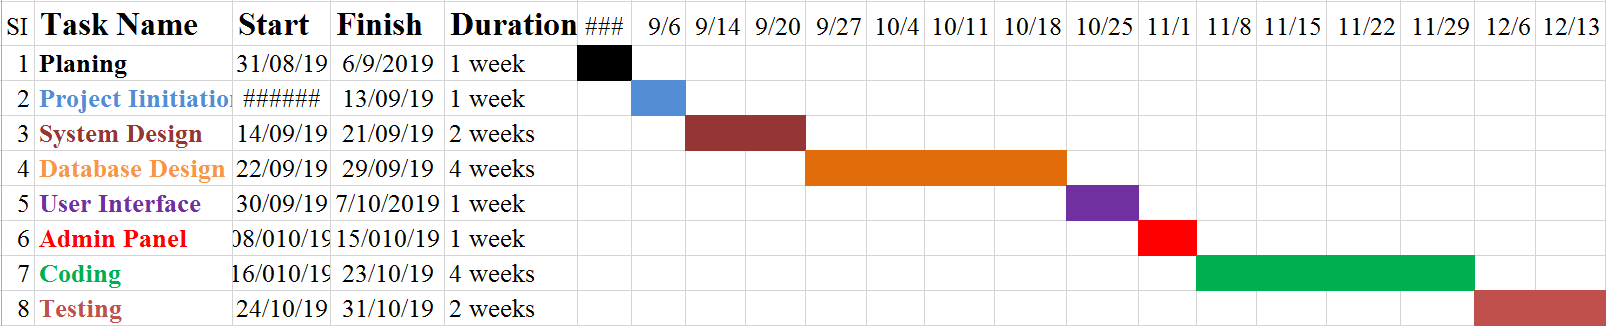 SI Task Name Start Finish Duration ### 9/6 9/14 9/20 9/27 10/4 10/11 10/18 10/25 11/1 11/8 11/15 11/22 11/29 12/6 12/13
1 Planing 31/08/19 6/9/2019 1 week
2 Project Iinitiation ###### 13/09/19 1 week
3 System Design 14/09/19 21/09/19 2 weeks
4 Database Design 22/09/19 29/09/19 4 weeks
5 User Interface 30/09/19 7/10/2019 1 week
6 Admin Panel 08/010/19 15/010/19 1 week
7 Coding 16/010/19 23/10/19 4 weeks
8 Testing 24/10/19 31/10/19 2 weeks